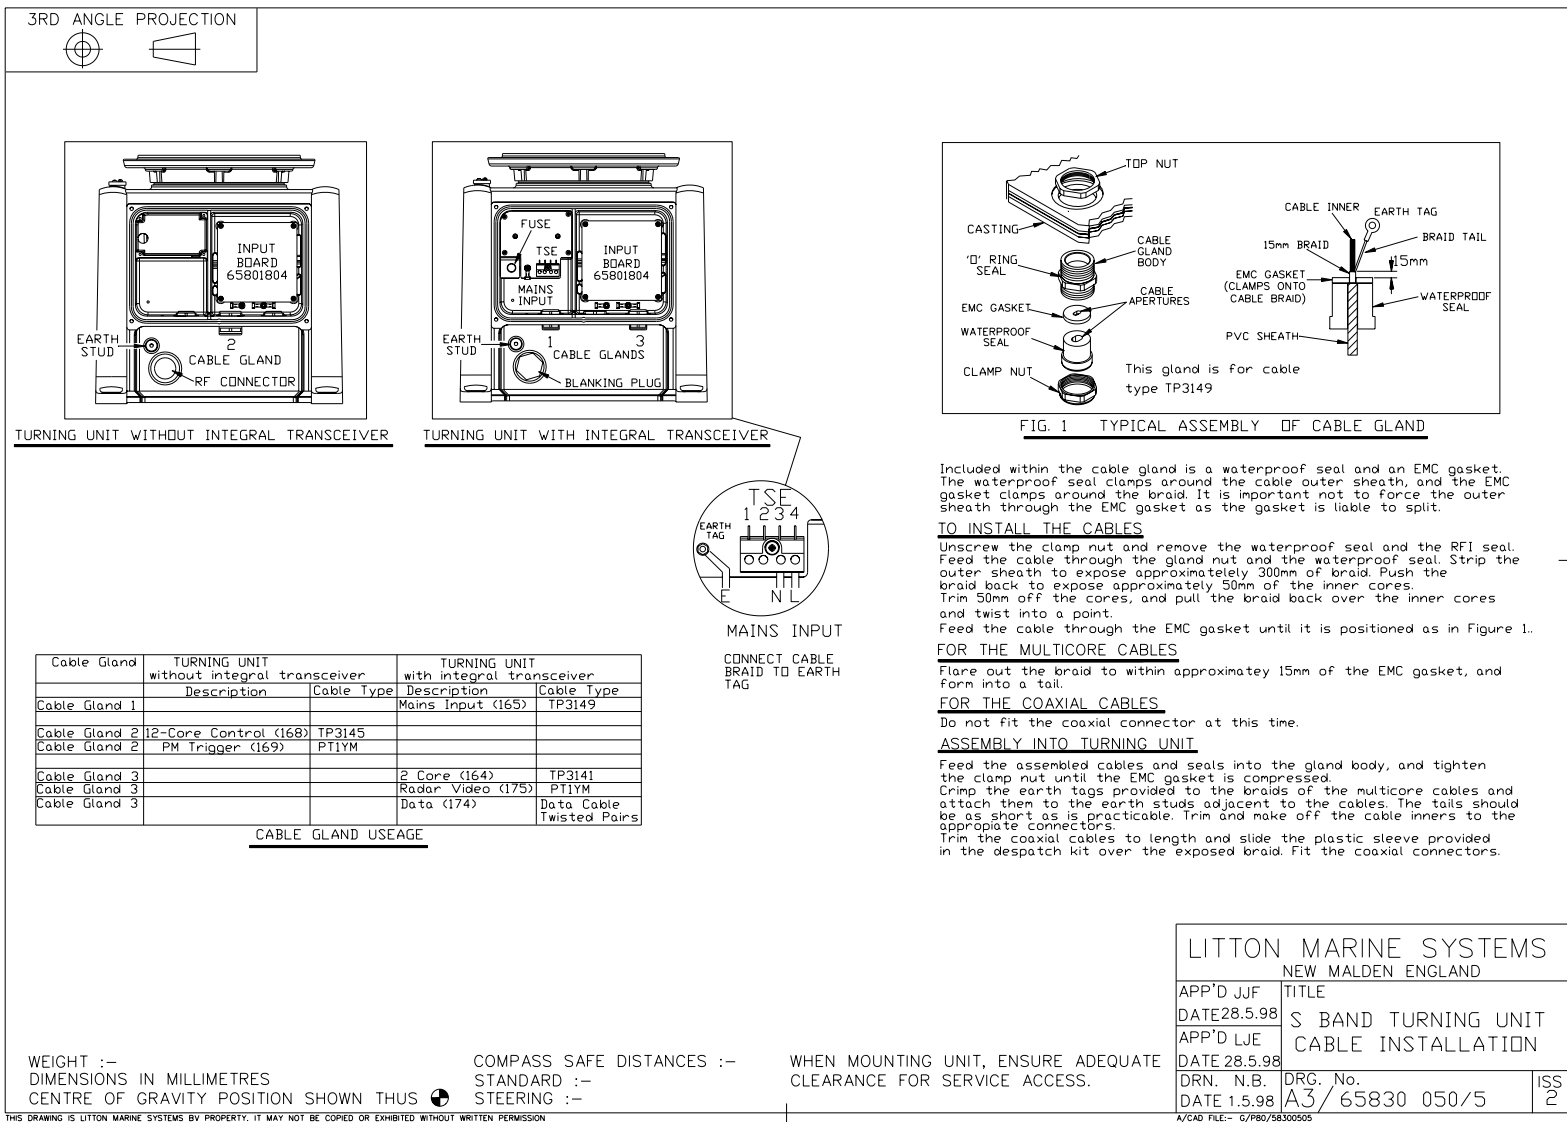 3RD ANGLE PROJECTION
INPUT
BOARD
65801804
EARTH
STUD
2
CABLE GLAND
RF CONNECTOR
TURNING UNIT WITHOUT INTEGRAL TRANSCEIVER
FUSE
TSE
INPUT
BOARD
65801804
MAINS
INPUT
EARTH
STUD
1
3
CABLE GLANDS
BLANKING PLUG
TURNING UNIT WITH INTEGRAL TRANSCEIVER
TSE
1 2 3 4
EARTH
TAG
E
N L
MAINS INPUT
CONNECT CABLE
BRAID TO EARTH
TAG
TOP NUT
CASTING
'O' RING
SEAL
CABLE
GLAND
BODY
EMC GASKET
CABLE
APERTURES
WATERPROOF
SEAL
CLAMP NUT
This gland is for cable
type TP3149
CABLE INNER
EARTH TAG
15mm BRAID
BRAID TAIL
15mm
EMC GASKET
(CLAMPS ONTO
CABLE BRAID)
WATERPROOF
SEAL
PVC SHEATH
FIG. 1 TYPICAL ASSEMBLY OF CABLE GLAND
Included within the cable gland is a waterproof seal and an EMC gasket.
The waterproof seal clamps around the cable outer sheath, and the EMC
gasket clamps around the braid. It is important not to force the outer
sheath through the EMC gasket as the gasket is liable to split.
TO INSTALL THE CABLES
Unscrew the clamp nut and remove the waterproof seal and the RFI seal.
Feed the cable through the gland nut and the waterproof seal. Strip the
outer sheath to expose approximatelely 300mm of braid. Push the
braid back to expose approximately 50mm of the inner cores.
Trim 50mm off the cores, and pull the braid back over the inner cores
and twist into a point.
Feed the cable through the EMC gasket until it is positioned as in Figure 1..
FOR THE MULTICORE CABLES
Flare out the braid to within approximatey 15mm of the EMC gasket, and
form into a tail.
FOR THE COAXIAL CABLES
Do not fit the coaxial connector at this time.
ASSEMBLY INTO TURNING UNIT
Feed the assembled cables and seals into the gland body, and tighten
the clamp nut until the EMC gasket is compressed.
Crimp the earth tags provided to the braids of the multicore cables and
attach them to the earth studs adjacent to the cables. The tails should
be as short as is practicable. Trim and make off the cable inners to the
appropiate connectors.
Trim the coaxial cables to length and slide the plastic sleeve provided
in the despatch kit over the exposed braid. Fit the coaxial connectors.
Cable Gland TURNING UNIT TURNING UNIT
without integral transceiver with integral transceiver
Description Cable Type Description Cable Type
Cable Gland 1 Mains Input (165) TP3149
Cable Gland 2 12-Core Control (168) TP3145
Cable Gland 2 PM Trigger (169) PT1YM
Cable Gland 3 2 Core (164) TP3141
Cable Gland 3 Radar Video (175) PT1YM
Cable Gland 3 Data (174) Data Cable
Twisted Pairs
CABLE GLAND USEAGE
WEIGHT :-
DIMENSIONS IN MILLIMETRES
CENTRE OF GRAVITY POSITION SHOWN THUS
COMPASS SAFE DISTANCES :-
STANDARD :-
STEERING :-
WHEN MOUNTING UNIT, ENSURE ADEQUATE
CLEARANCE FOR SERVICE ACCESS.
LITTON MARINE SYSTEMS
NEW MALDEN ENGLAND
APP'D JJF
DATE 28.5.98
APP'D LJE
DATE 28.5.98
DRN. N.B.
DATE 1.5.98
TITLE
S BAND TURNING UNIT
CABLE INSTALLATION
DRG. No.
A3/65830 050/5
ISS
2
THIS DRAWING IS LITTON MARINE SYSTEMS BV PROPERTY. IT MAY NOT BE COPIED OR EXHIBITED WITHOUT WRITTEN PERMISSION
A/CAD FILE:- G/P80/58300505